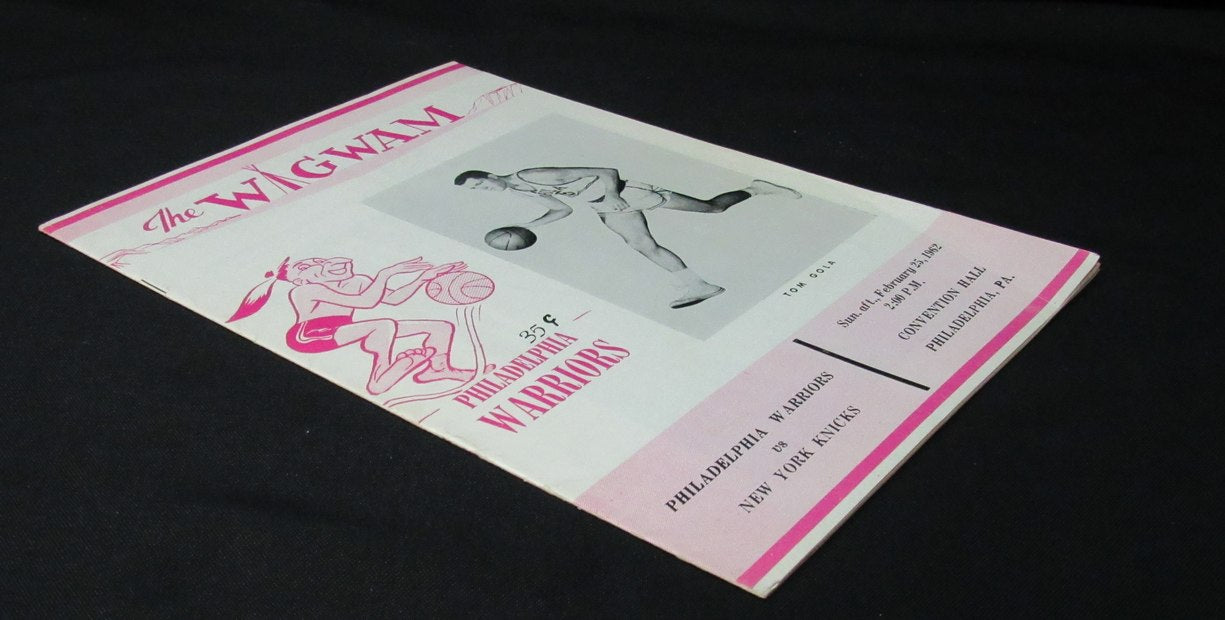 The WIGWAM
TOM GOLA
35¢
PHILADELPHIA
WARRIORS
Sun. aft., February 25, 1962
2:00 P.M.
CONVENTION HALL
PHILADELPHIA, PA.
PHILADELPHIA WARRIORS
vs
NEW YORK KNICKS